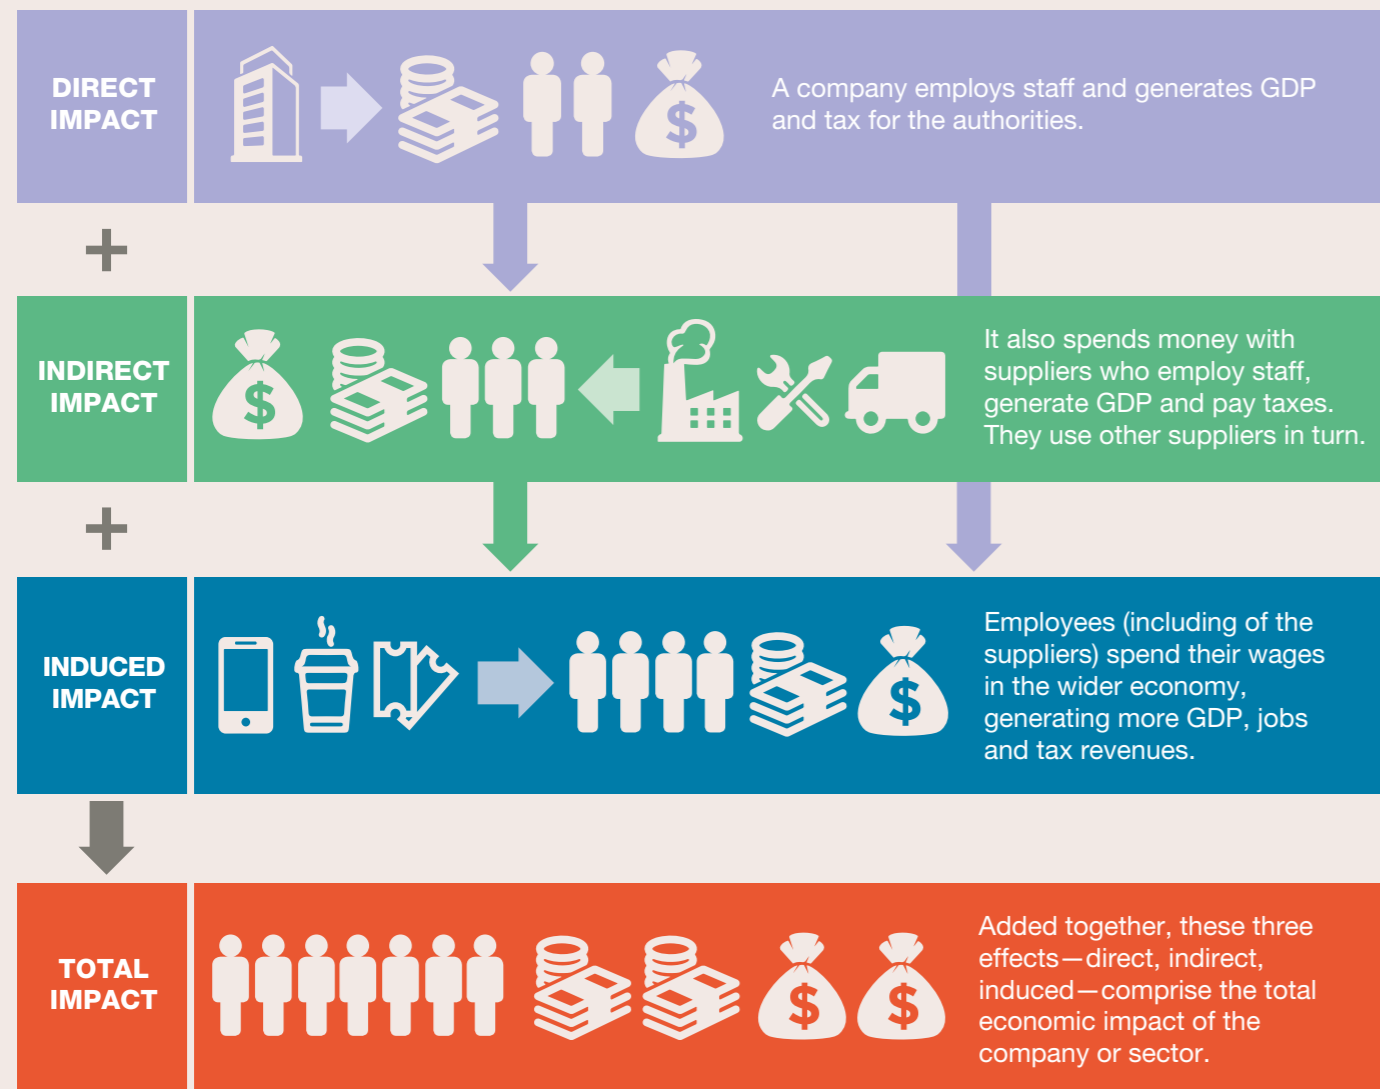 DIRECT
IMPACT
$
A company employs staff and generates GDP
and tax for the authorities.
+
INDIRECT
IMPACT
$
It also spends money with
suppliers who employ staff,
generate GDP and pay taxes.
They use other suppliers in turn.
+
INDUCED
IMPACT
$
Employees (including of the
suppliers) spend their wages
in the wider economy,
generating more GDP, jobs
and tax revenues.
TOTAL
IMPACT
$ $
Added together, these three
effects—direct, indirect,
induced—comprise the total
economic impact of the
company or sector.